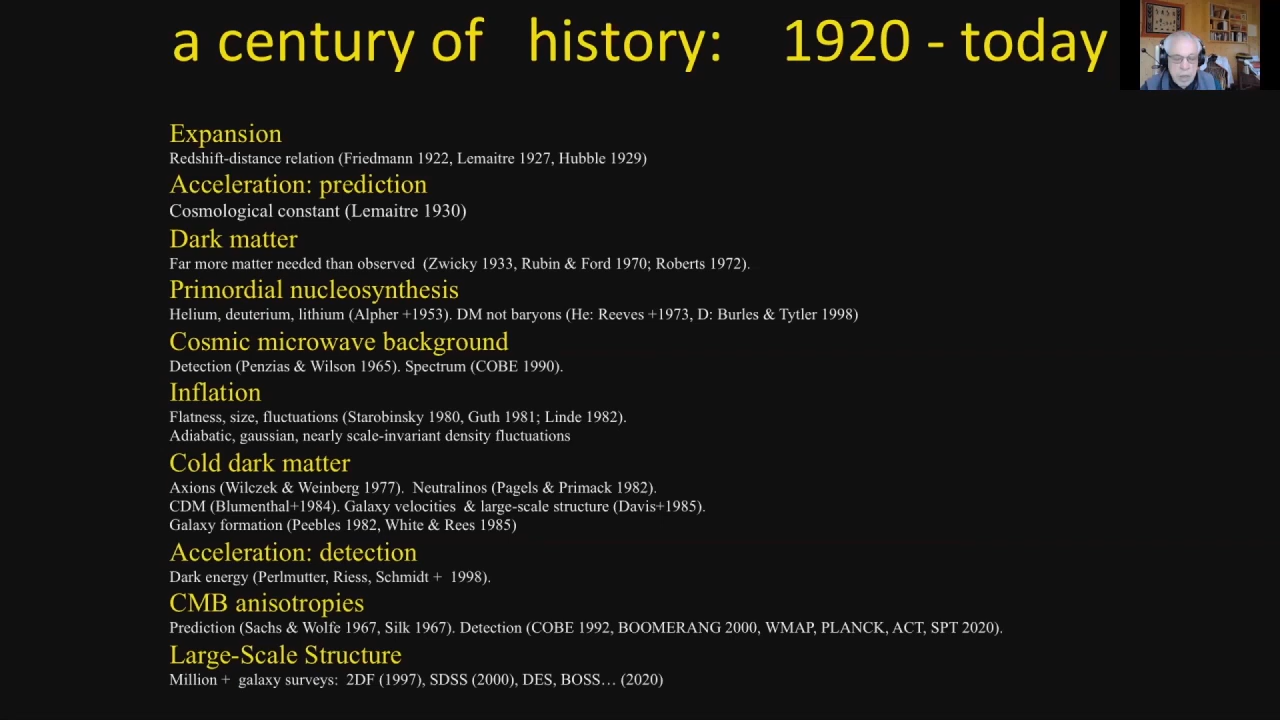 a century of history: 1920 - today
Expansion
Redshift-distance relation (Friedmann 1922, Lemaitre 1927, Hubble 1929)
Acceleration: prediction
Cosmological constant (Lemaitre 1930)
Dark matter
Far more matter needed than observed (Zwicky 1933, Rubin & Ford 1970; Roberts 1972).
Primordial nucleosynthesis
Helium, deuterium, lithium (Alpher +1953). DM not baryons (He: Reeves +1973, D: Burles & Tytler 1998)
Cosmic microwave background
Detection (Penzias & Wilson 1965). Spectrum (COBE 1990).
Inflation
Flatness, size, fluctuations (Starobinsky 1980, Guth 1981; Linde 1982).
Adiabatic, gaussian, nearly scale-invariant density fluctuations
Cold dark matter
Axions (Wilczek & Weinberg 1977). Neutralinos (Pagels & Primack 1982).
CDM (Blumenthal+1984). Galaxy velocities & large-scale structure (Davis+1985).
Galaxy formation (Peebles 1982, White & Rees 1985)
Acceleration: detection
Dark energy (Perlmutter, Riess, Schmidt + 1998).
CMB anisotropies
Prediction (Sachs & Wolfe 1967, Silk 1967). Detection (COBE 1992, BOOMERANG 2000, WMAP, PLANCK, ACT, SPT 2020).
Large-Scale Structure
Million + galaxy surveys: 2DF (1997), SDSS (2000), DES, BOSS… (2020)